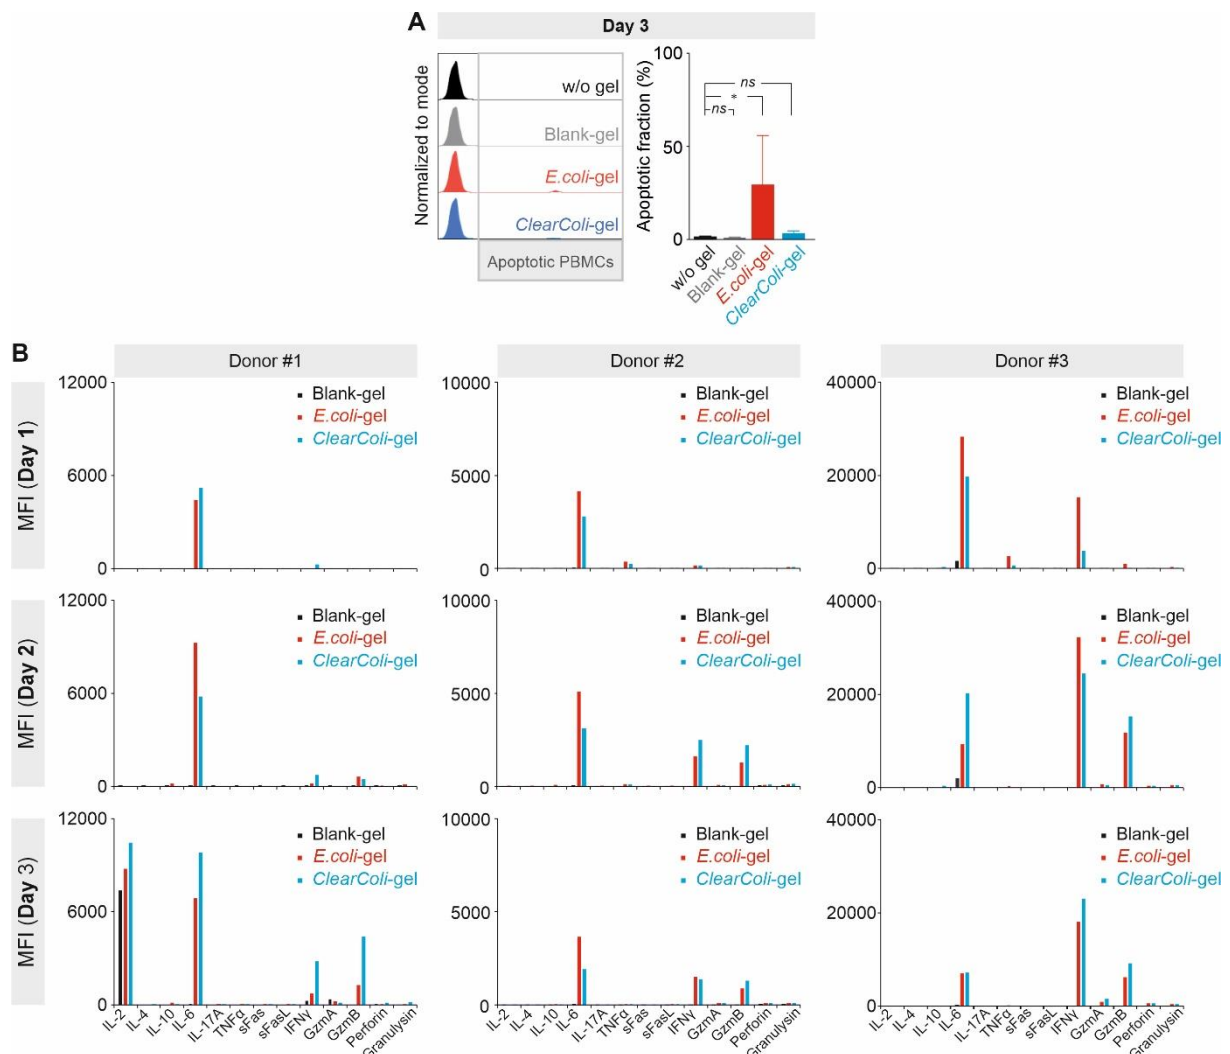 A
Day 3
Normalized to mode
w/o gel
Blank-gel
E.coli-gel
ClearColi-gel
Apoptotic PBMCs
Apoptotic fraction (%)
100
50
0
ns
*
ns
w/o gel
Blank-gel
E.coli-gel
ClearColi-gel
B
Donor #1
Donor #2
Donor #3
MFI (Day 1)
12000
6000
0
Blank-gel
E.coli-gel
ClearColi-gel
10000
5000
0
Blank-gel
E.coli-gel
ClearColi-gel
40000
20000
0
Blank-gel
E.coli-gel
ClearColi-gel
MFI (Day 2)
12000
6000
0
Blank-gel
E.coli-gel
ClearColi-gel
10000
5000
0
Blank-gel
E.coli-gel
ClearColi-gel
40000
20000
0
Blank-gel
E.coli-gel
ClearColi-gel
MFI (Day 3)
12000
6000
0
Blank-gel
E.coli-gel
ClearColi-gel
IL-2
IL-4
IL-10
IL-6
IL-17A
TNFα
sFas
sFasL
IFNγ
GzmA
GzmB
Perforin
Granulysin
10000
5000
0
Blank-gel
E.coli-gel
ClearColi-gel
IL-2
IL-4
IL-10
IL-6
IL-17A
TNFα
sFas
sFasL
IFNγ
GzmA
GzmB
Perforin
Granulysin
40000
20000
0
Blank-gel
E.coli-gel
ClearColi-gel
IL-2
IL-4
IL-10
IL-6
IL-17A
TNFα
sFas
sFasL
IFNγ
GzmA
GzmB
Perforin
Granulysin